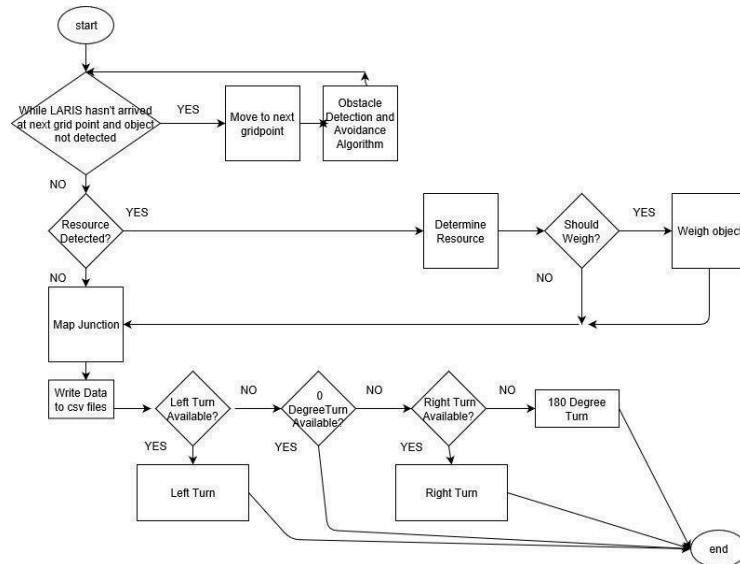 start
While LARIS hasn't arrived
at next grid point and object
not detected
YES
Move to next
gridpoint
Obstacle
Detection and
Avoidance
Algorithm
NO
Resource
Detected?
YES
Determine
Resource
Should
Weigh?
YES
Weigh object
NO
NO
Map Junction
Write Data
to csv files
Left Turn
Available?
NO
0
DegreeTurn
Available?
NO
Right Turn
Available?
NO
180 Degree
Turn
YES
YES
YES
Left Turn
Right Turn
end